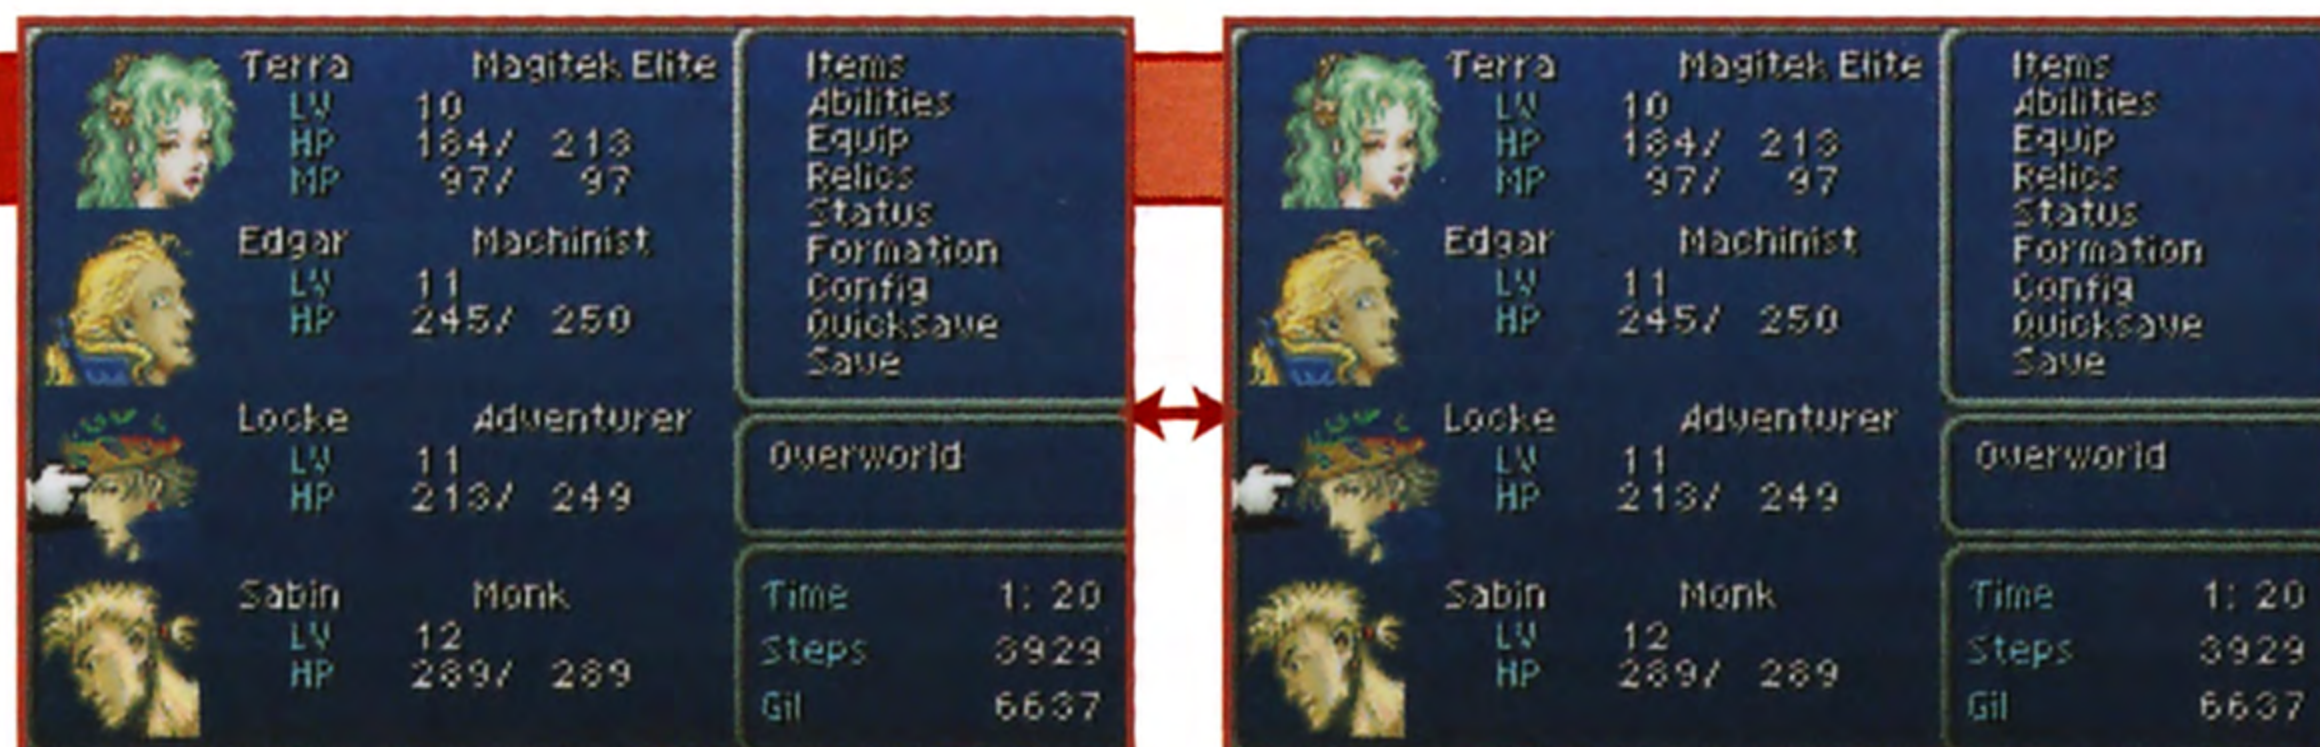 Terra Magitek Elite
LV 10
HP 184/ 213
MP 97/ 97
Edgar Machinist
LV 11
HP 245/ 250
Locke Adventurer
LV 11
HP 213/ 249
Sabin Monk
LV 12
HP 289/ 289
Items
Abilities
Equip
Relics
Status
Formation
Config
Quicksave
Save
Overworld
Time 1: 20
Steps 3929
Gil 6637
Terra Magitek Elite
LV 10
HP 184/ 213
MP 97/ 97
Edgar Machinist
LV 11
HP 245/ 250
Locke Adventurer
LV 11
HP 213/ 249
Sabin Monk
LV 12
HP 289/ 289
Items
Abilities
Equip
Relics
Status
Formation
Config
Quicksave
Save
Overworld
Time 1: 20
Steps 3929
Gil 6637